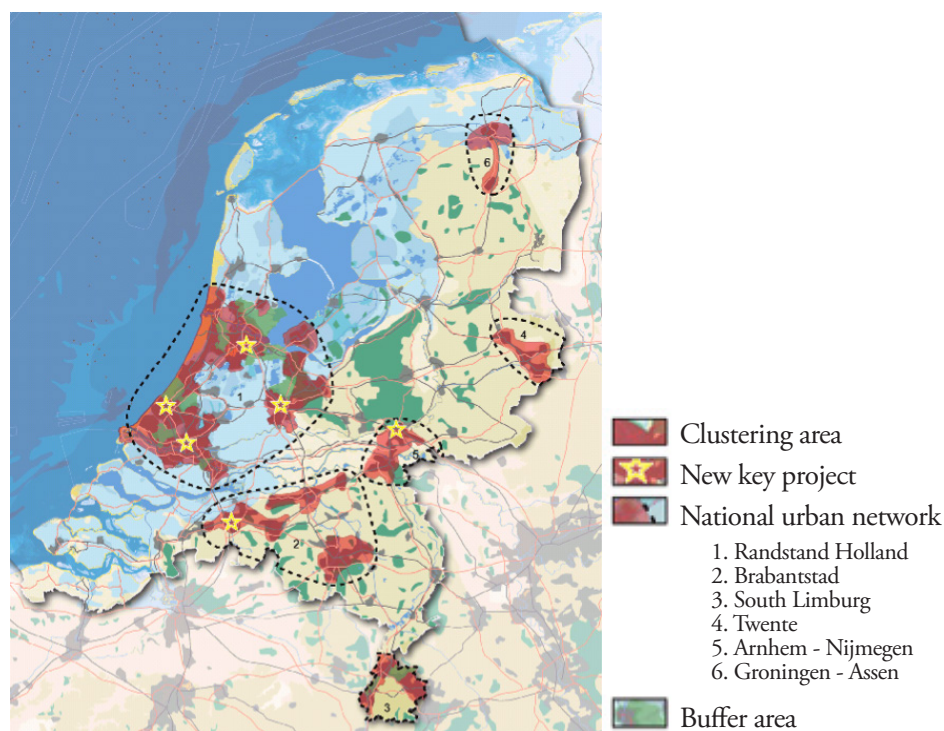 6
4
1
5
2
3
Clustering area
New key project
National urban network
1. Randstand Holland
2. Brabantstad
3. South Limburg
4. Twente
5. Arnhem - Nijmegen
6. Groningen - Assen
Buffer area